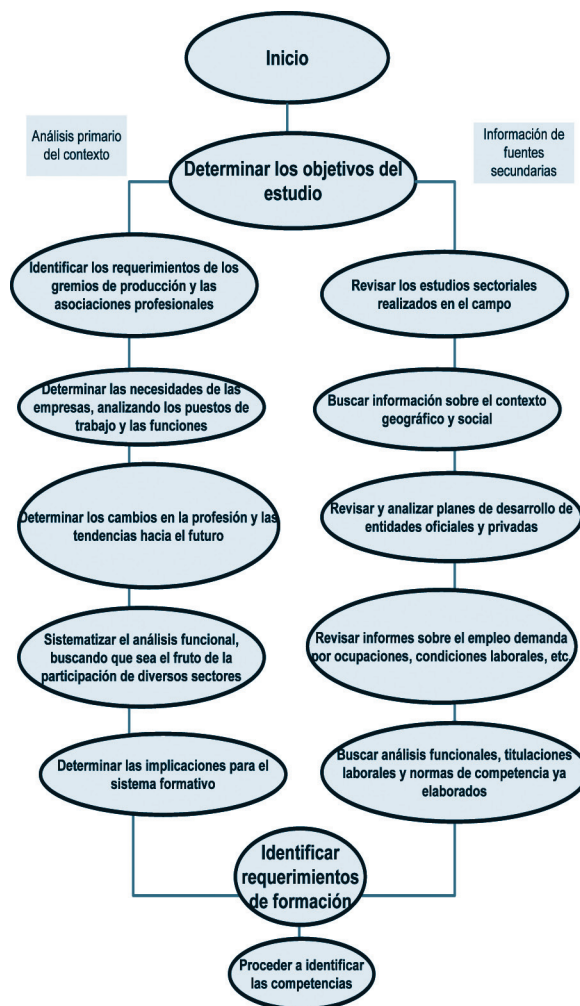 Inicio
Análisis primario
del contexto
Información de
fuentes
secundarias
Determinar los objetivos del
estudio
Identificar los requerimientos de los
gremios de producción y las
asociaciones profesionales
Determinar las necesidades de las
empresas, analizando los puestos de
trabajo y las funciones
Determinar los cambios en la profesión y las
tendencias hacia el futuro
Sistematizar el análisis funcional,
buscando que sea el fruto de la
participación de diversos sectores
Determinar las implicaciones para el
sistema formativo
Revisar los estudios sectoriales
realizados en el campo
Buscar información sobre el contexto
geográfico y social
Revisar y analizar planes de desarrollo de
entidades oficiales y privadas
Revisar informes sobre el empleo demanda
por ocupaciones, condiciones laborales, etc.
Buscar análisis funcionales, titulaciones
laborales y normas de competencia ya
elaborados
Identificar
requerimientos
de formación
Proceder a identificar
las competencias